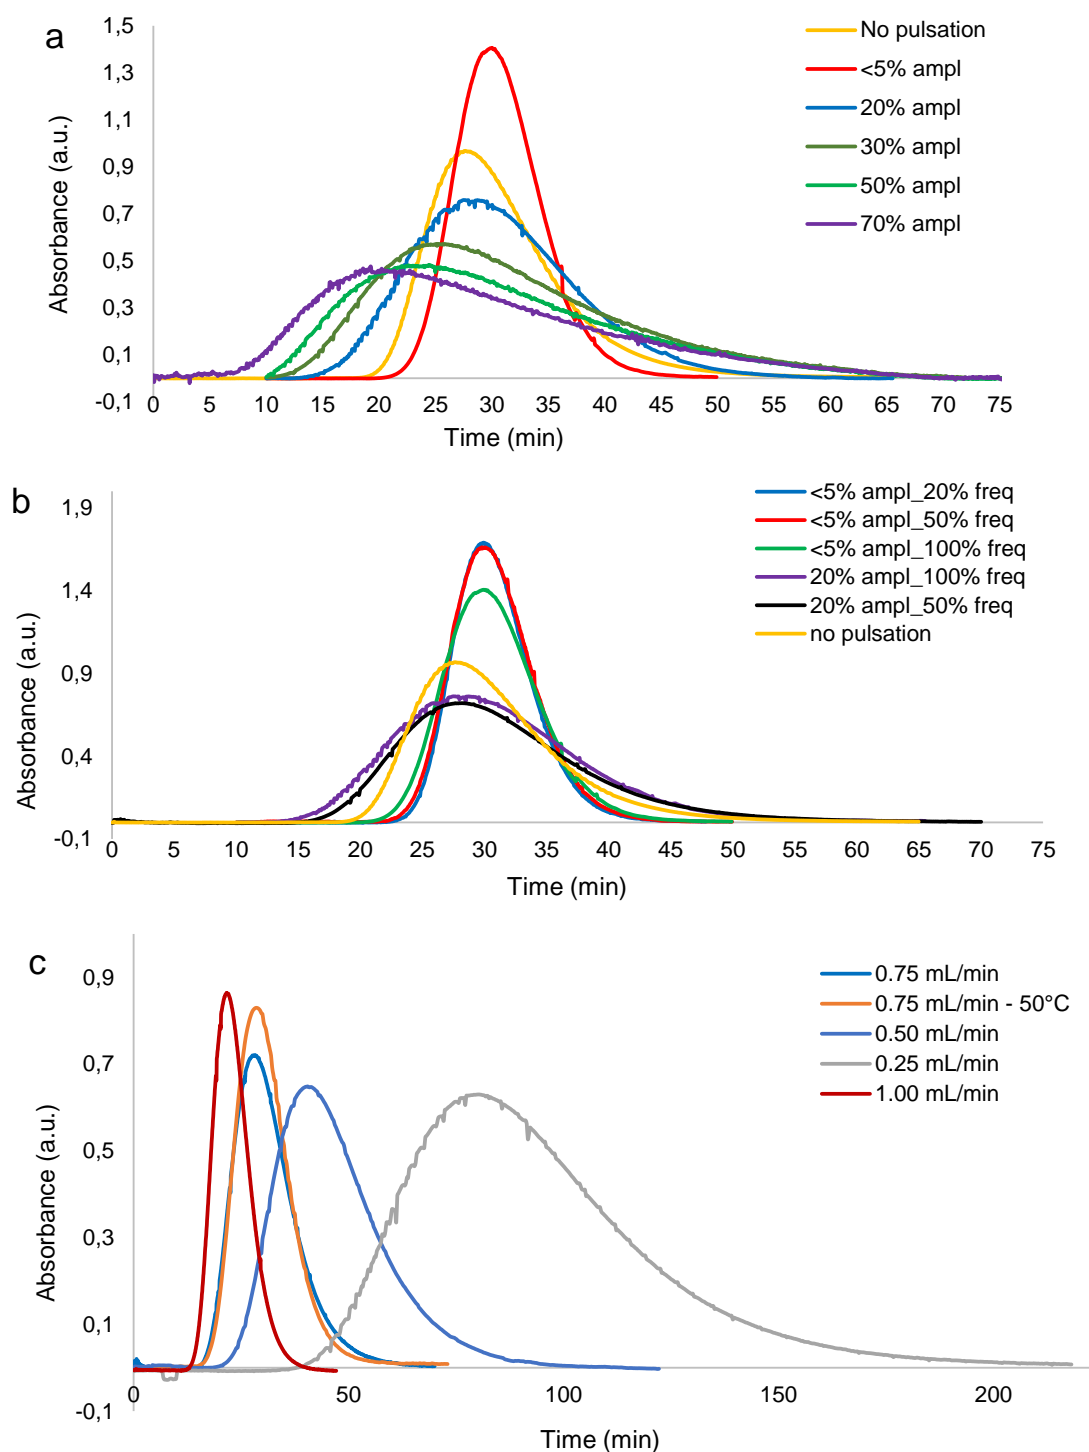 a
1,5
1,3
1,1
0,9
0,7
0,5
0,3
0,1
-0,1
Absorbance (a.u.)
0 5 10 15 20 25 30 35 40 45 50 55 60 65 70 75
Time (min)
No pulsation
<5% ampl
20% ampl
30% ampl
50% ampl
70% ampl
b
1,9
1,4
0,9
0,4
-0,1
Absorbance (a.u.)
0 5 10 15 20 25 30 35 40 45 50 55 60 65 70 75
Time (min)
<5% ampl_20% freq
<5% ampl_50% freq
<5% ampl_100% freq
20% ampl_100% freq
20% ampl_50% freq
no pulsation
c
0,9
0,7
0,5
0,3
0,1
-0,1
Absorbance (a.u.)
0 50 100 150 200
Time (min)
0.75 mL/min
0.75 mL/min - 50°C
0.50 mL/min
0.25 mL/min
1.00 mL/min